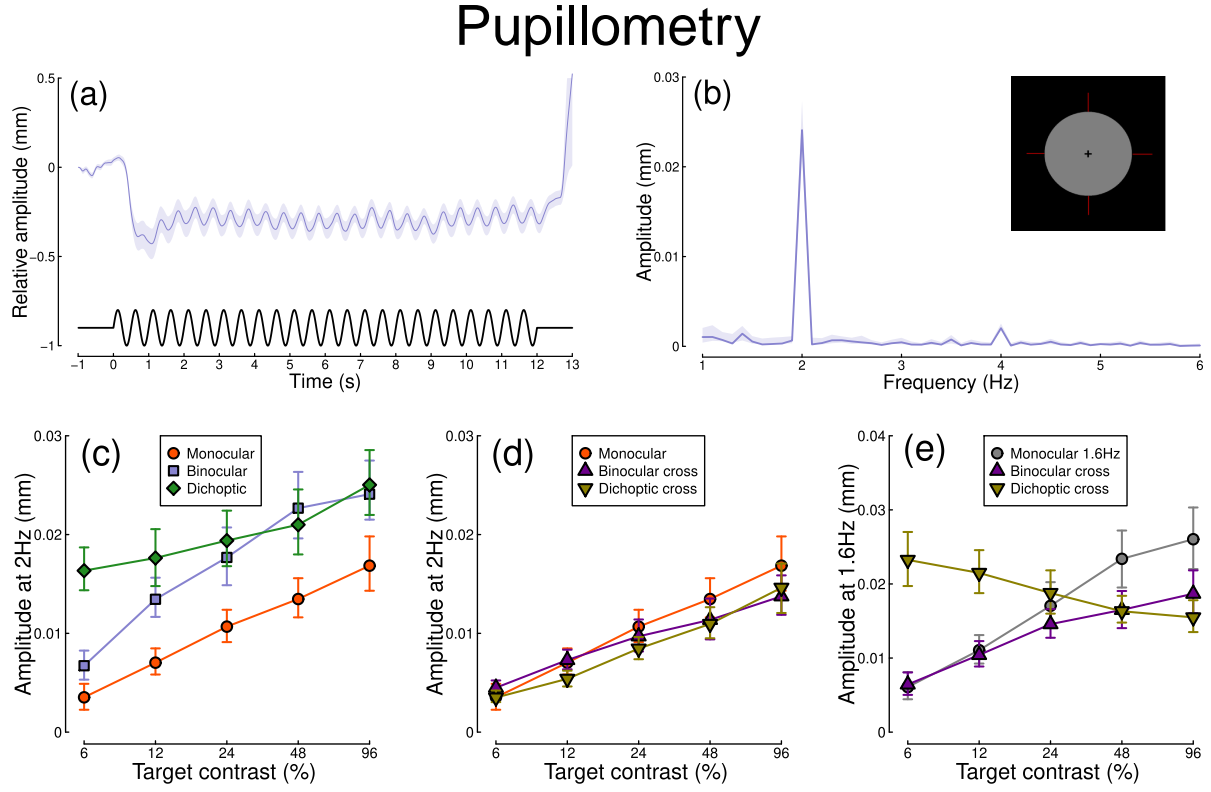 Pupillometry
(a)
Relative amplitude (mm)
0.5
0
−0.5
−1
−1 0 1 2 3 4 5 6 7 8 9 10 11 12 13
Time (s)
(b)
Amplitude (mm)
0.03
0.02
0.01
0
1 2 3 4 5 6
Frequency (Hz)
(c)
Monocular
Binocular
Dichoptic
Amplitude at 2Hz (mm)
0.03
0.02
0.01
0
6 12 24 48 96
Target contrast (%)
(d)
Monocular
Binocular cross
Dichoptic cross
Amplitude at 2Hz (mm)
0.03
0.02
0.01
0
6 12 24 48 96
Target contrast (%)
(e)
Monocular 1.6Hz
Binocular cross
Dichoptic cross
Amplitude at 1.6Hz (mm)
0.04
0.03
0.02
0.01
0
6 12 24 48 96
Target contrast (%)